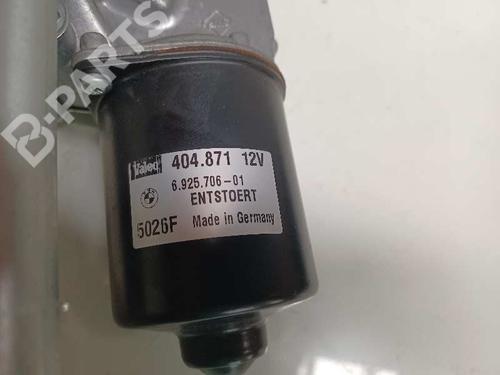 B-PARTS
Valeo 404.871 12V
6.925.706-01
ENTSTOERT
5026F Made in Germany